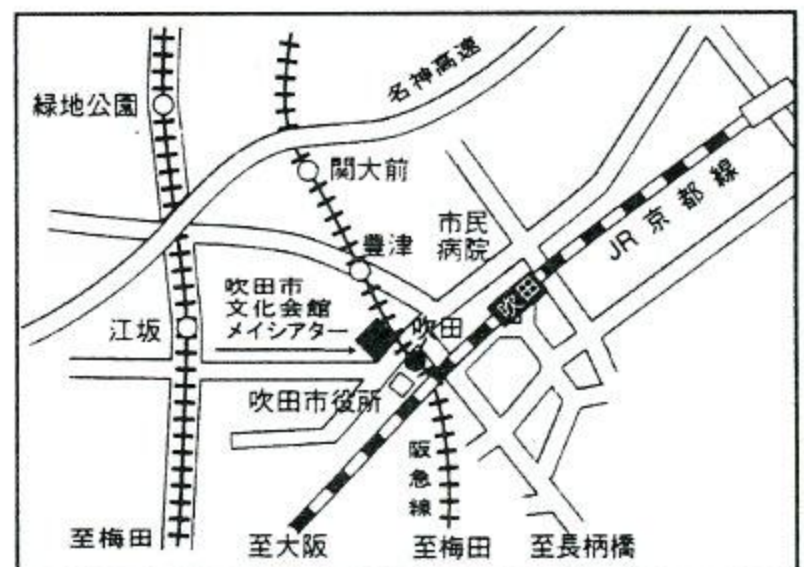 名神高速
緑地公園
関大前
市民
病院
JR京都線
豊津
吹田市
文化会館
メイシアター
吹田
吹田
江坂
吹田市役所
阪急線
至梅田
至大阪
至梅田
至長柄橋